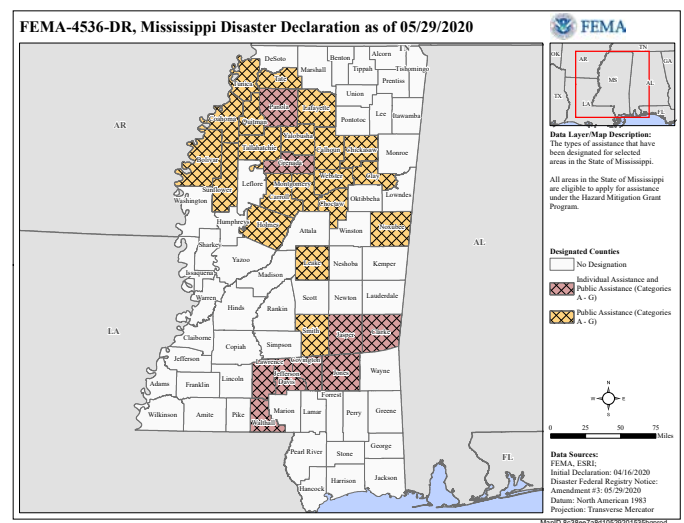 FEMA-4536-DR, Mississippi Disaster Declaration as of 05/29/2020
FEMA
TN
DeSoto
Benton
Alcorn
Marshall
Tippah
Tishomingo
Tate
Tunica
Prentiss
Union
Panola
Lafayette
Coahoma
Quitman
Pontotoc
Lee
Itawamba
AR
Yalobusha
Tallahatchie
Calhoun
Chickasaw
Monroe
Bolivar
Grenada
Sunflower
Leflore
Montgomery
Webster
Clay
Carroll
Lowndes
Washington
Choctaw
Oktibbeha
Humphreys
Holmes
Attala
Winston
Noxubee
Sharkey
Yazoo
AL
Issaquena
Madison
Leake
Neshoba
Kemper
Warren
Scott
Newton
Lauderdale
Hinds
Rankin
LA
Claiborne
Smith
Jasper
Clarke
Copiah
Simpson
Jefferson
Lawrence
Covington
Adams
Franklin
Lincoln
Jefferson
Davis
Jones
Wayne
Forrest
Wilkinson
Amite
Pike
Marion
Lamar
Perry
Greene
Walthall
Pearl River
Stone
George
Hancock
Harrison
Jackson
FL
OK
TN
AR
GA
MS
AL
TX
LA
FL
Data Layer/Map Description:
The types of assistance that have
been designated for selected
areas in the State of Mississippi.
All areas in the State of Mississippi
are eligible to apply for assistance
under the Hazard Mitigation Grant
Program.
Designated Counties
No Designation
Individual Assistance and
Public Assistance (Categories
A - G)
Public Assistance (Categories
A - G)
N
W
E
S
0 25 50 75
Miles
Data Sources:
FEMA, ESRI;
Initial Declaration: 04/16/2020
Disaster Federal Registry Notice:
Amendment #3: 05/29/2020
Datum: North American 1983
Projection: Transverse Mercator